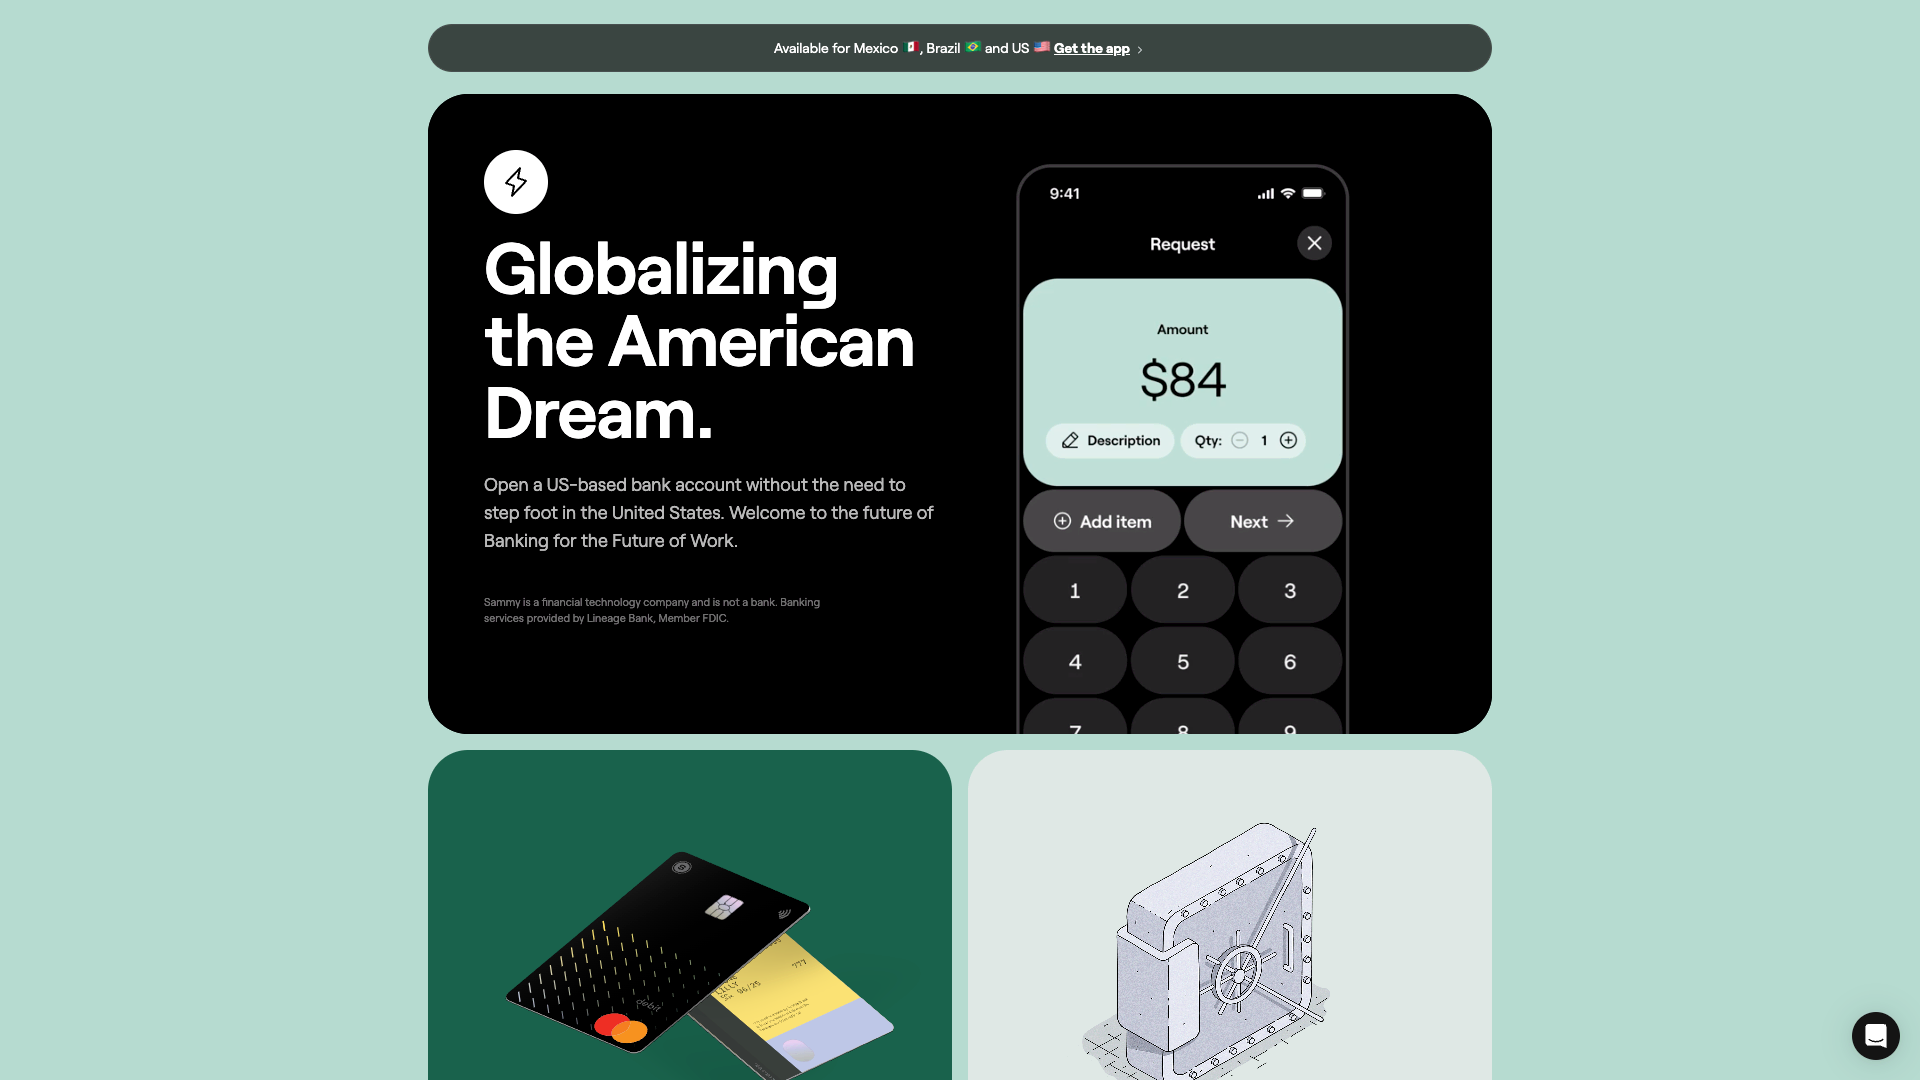 Available for Mexico 🇲🇽, Brazil 🇧🇷 and US 🇺🇸 Get the app ›
Globalizing
the American
Dream.
Open a US-based bank account without the need to
step foot in the United States. Welcome to the future of
Banking for the Future of Work.
Sammy is a financial technology company and is not a bank. Banking
services provided by Lineage Bank, Member FDIC.
9:41
Request
Amount
$84
Description
Qty: 1
Add item
Next
1 2 3
4 5 6
7 8 9
debit
777
LILLY
06/26